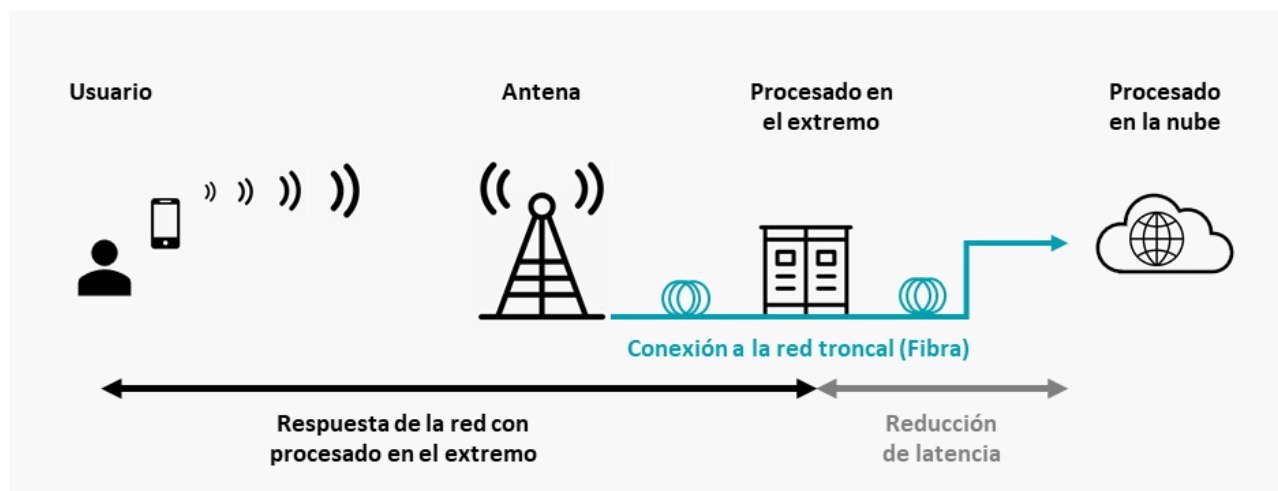 Usuario
Antena
Procesado en
el extremo
Procesado
en la nube
Conexión a la red troncal (Fibra)
Respuesta de la red con
procesado en el extremo
Reducción
de latencia